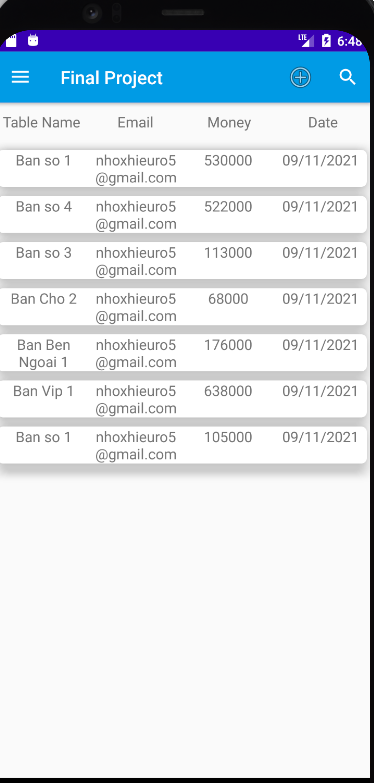 LTE 6:48
Final Project
Table Name Email Money Date
Ban so 1 nhoxhieuro5 530000 09/11/2021
@gmail.com
Ban so 4 nhoxhieuro5 522000 09/11/2021
@gmail.com
Ban so 3 nhoxhieuro5 113000 09/11/2021
@gmail.com
Ban Cho 2 nhoxhieuro5 68000 09/11/2021
@gmail.com
Ban Ben nhoxhieuro5 176000 09/11/2021
Ngoai 1 @gmail.com
Ban Vip 1 nhoxhieuro5 638000 09/11/2021
@gmail.com
Ban so 1 nhoxhieuro5 105000 09/11/2021
@gmail.com